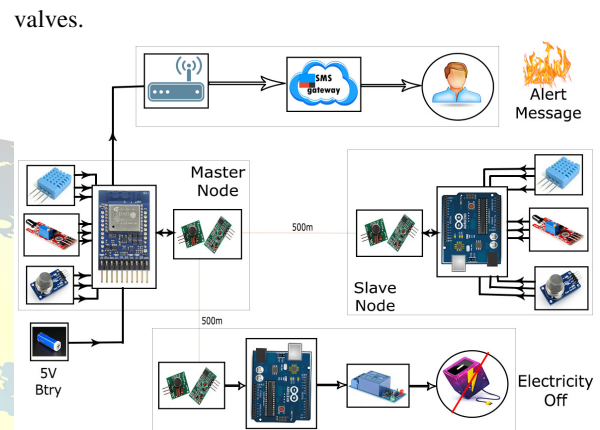 valves.
SMS
gateway
Alert
Message
Master
Node
500m
Slave
Node
500m
5V
Btry
Electricity
Off